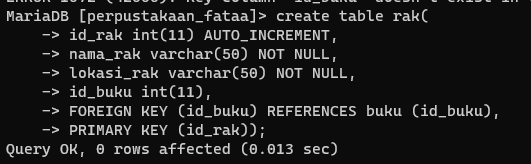 MariaDB [perpustakaan_fataa]> create table rak(
    -> id_rak int(11) AUTO_INCREMENT,
    -> nama_rak varchar(50) NOT NULL,
    -> lokasi_rak varchar(50) NOT NULL,
    -> id_buku int(11),
    -> FOREIGN KEY (id_buku) REFERENCES buku (id_buku),
    -> PRIMARY KEY (id_rak));
Query OK, 0 rows affected (0.013 sec)